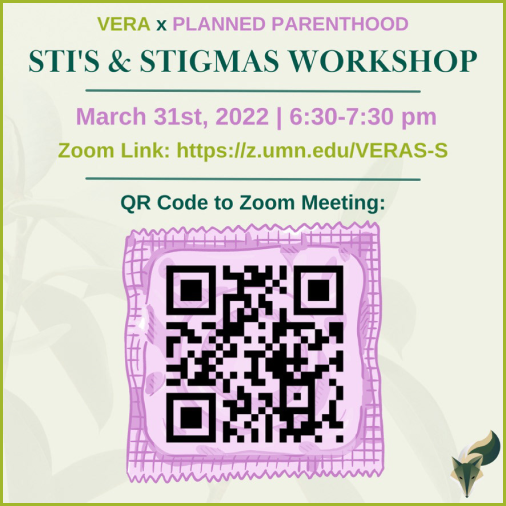 VERA x PLANNED PARENTHOOD
STI'S & STIGMAS WORKSHOP
March 31st, 2022 | 6:30-7:30 pm
Zoom Link: https://z.umn.edu/VERAS-S
QR Code to Zoom Meeting: